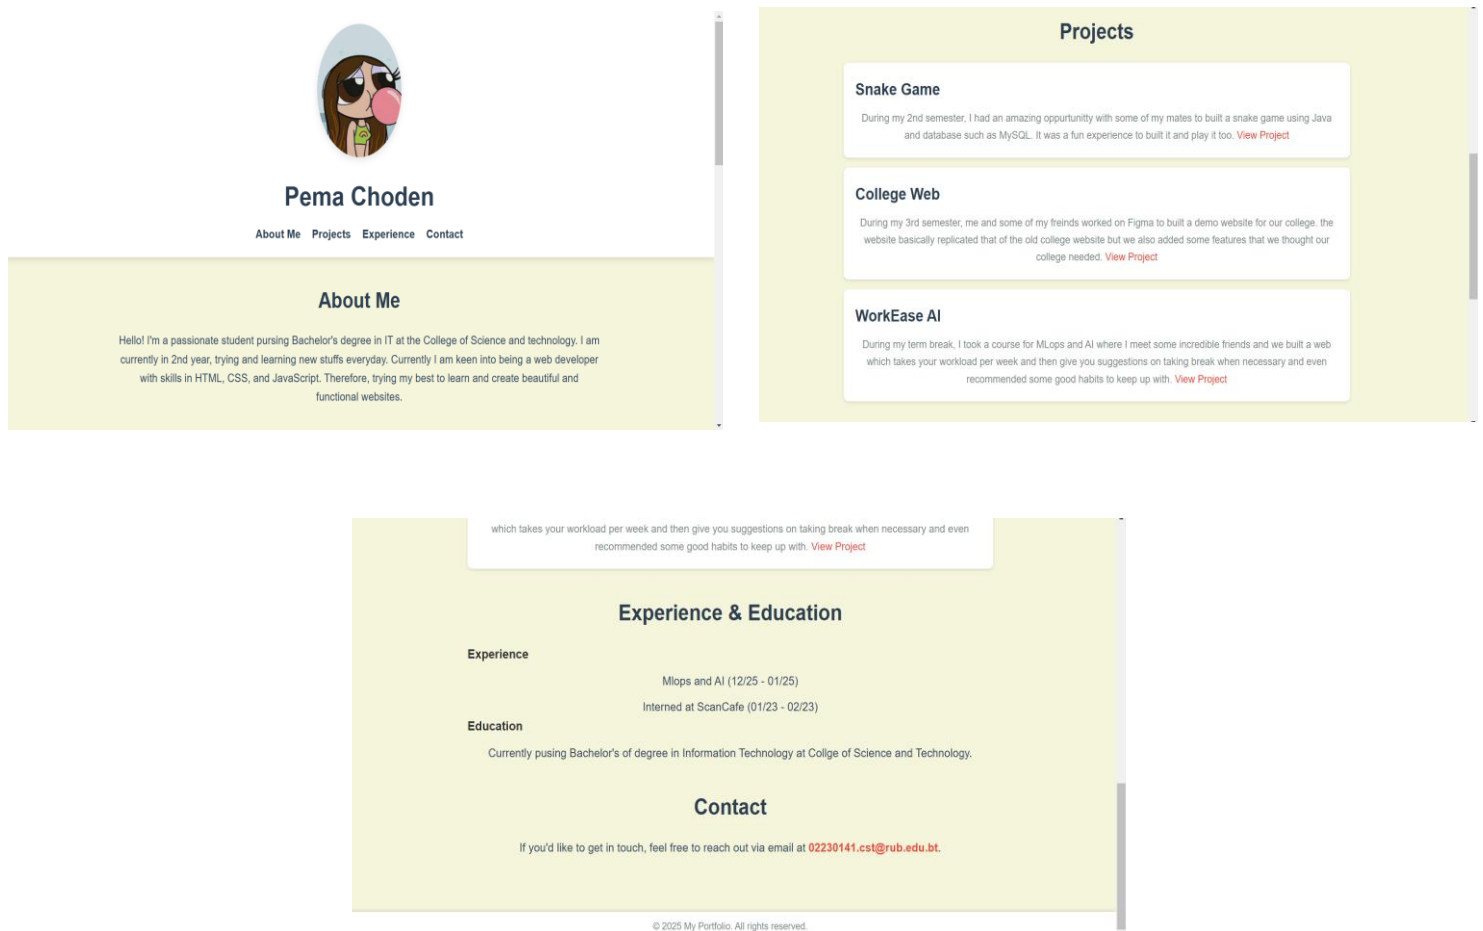 Pema Choden
About Me Projects Experience Contact
About Me
Hello! I'm a passionate student pursing Bachelor's degree in IT at the College of Science and technology. I am
currently in 2nd year, trying and learning new stuffs everyday. Currently I am keen into being a web developer
with skills in HTML, CSS, and JavaScript. Therefore, trying my best to learn and create beautiful and
functional websites.
Projects
Snake Game
During my 2nd semester, I had an amazing oppurtunitty with some of my mates to built a snake game using Java
and database such as MySQL. It was a fun experience to built it and play it too. View Project
College Web
During my 3rd semester, me and some of my freinds worked on Figma to built a demo website for our college. the
website basically replicated that of the old college website but we also added some features that we thought our
college needed. View Project
WorkEase AI
During my term break, I took a course for MLops and AI where I meet some incredible friends and we built a web
which takes your workload per week and then give you suggestions on taking break when necessary and even
recommended some good habits to keep up with. View Project
which takes your workload per week and then give you suggestions on taking break when necessary and even
recommended some good habits to keep up with. View Project
Experience & Education
Experience
Mlops and AI (12/25 - 01/25)
Interned at ScanCafe (01/23 - 02/23)
Education
Currently pusing Bachelor's of degree in Information Technology at Collge of Science and Technology.
Contact
If you'd like to get in touch, feel free to reach out via email at 02230141.cst@rub.edu.bt.
© 2025 My Portfolio. All rights reserved.